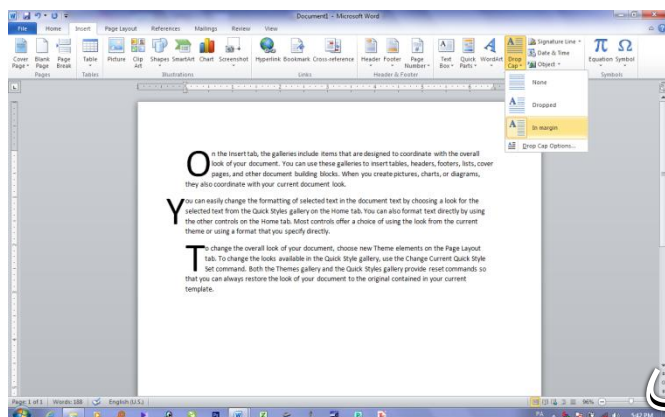 Document1 – Microsoft Word
File Home Insert Page Layout References Mailings Review View
Cover Page Blank Page Page Break Table Picture Clip Art Shapes SmartArt Chart Screenshot Hyperlink Bookmark Cross-reference Header Footer Page Number Text Box Quick Parts WordArt Drop Cap Signature Line Equation Symbol
Date & Time
Object
Pages Tables Illustrations Links Header & Footer Symbols
None
Dropped
In margin
Drop Cap Options...
On the Insert tab, the galleries include items that are designed to coordinate with the overall
look of your document. You can use these galleries to insert tables, headers, footers, lists, cover
pages, and other document building blocks. When you create pictures, charts, or diagrams,
they also coordinate with your current document look.
You can easily change the formatting of selected text in the document text by choosing a look for the
selected text from the Quick Styles gallery on the Home tab. You can also format text directly by using
the other controls on the Home tab. Most controls offer a choice of using the look from the current
theme or using a format that you specify directly.
To change the overall look of your document, choose new Theme elements on the Page Layout
tab. To change the looks available in the Quick Style gallery, use the Change Current Quick Style
Set command. Both the Themes gallery and the Quick Styles gallery provide reset commands so
that you can always restore the look of your document to the original contained in your current
template.
Page: 1 of 1 Words: 188 English (U.S.) 96%
5:42 PM